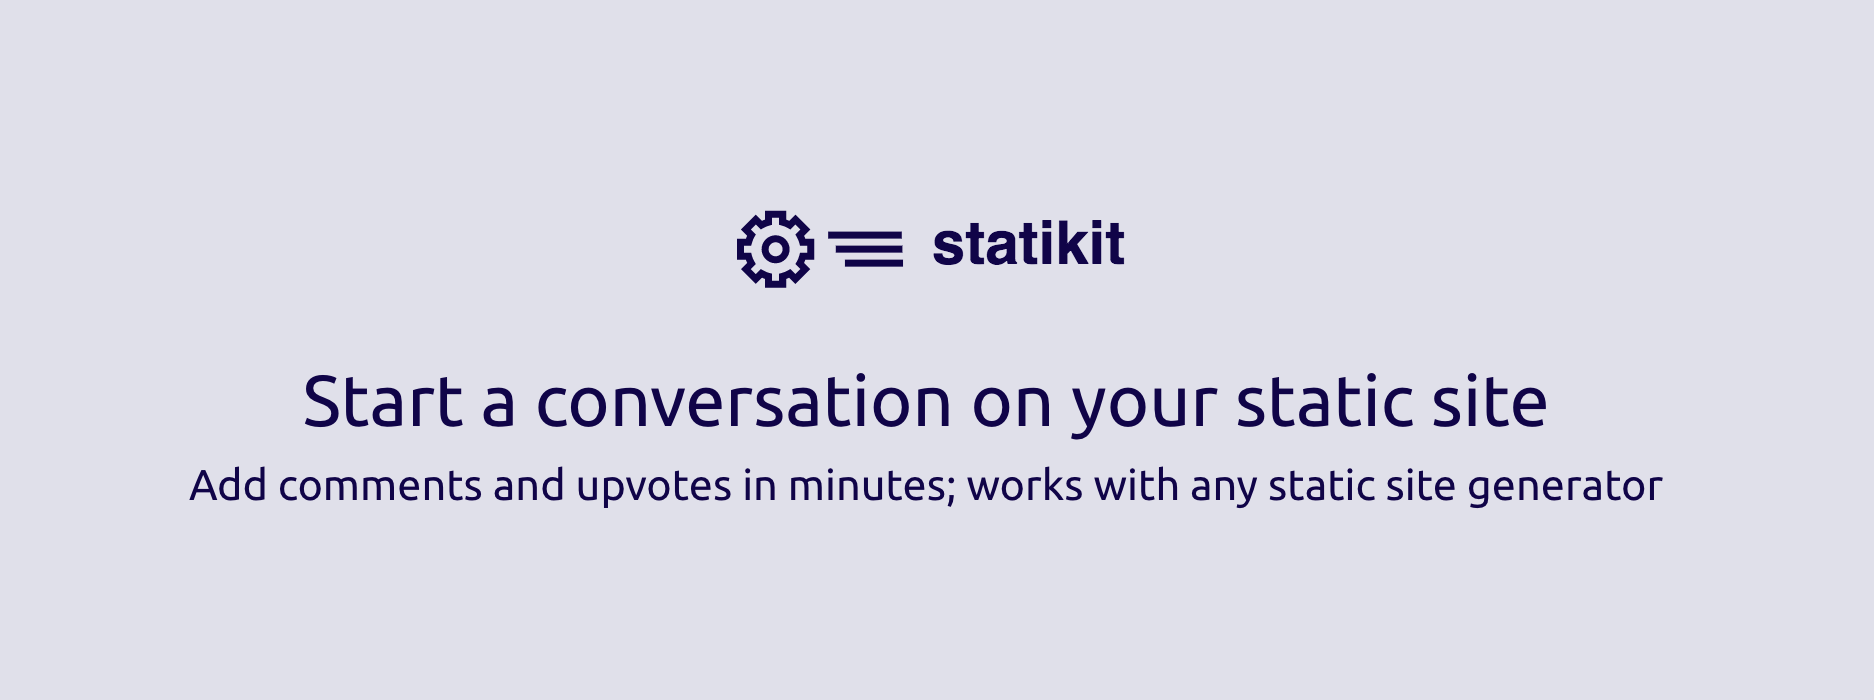 statikit
Start a conversation on your static site
Add comments and upvotes in minutes; works with any static site generator